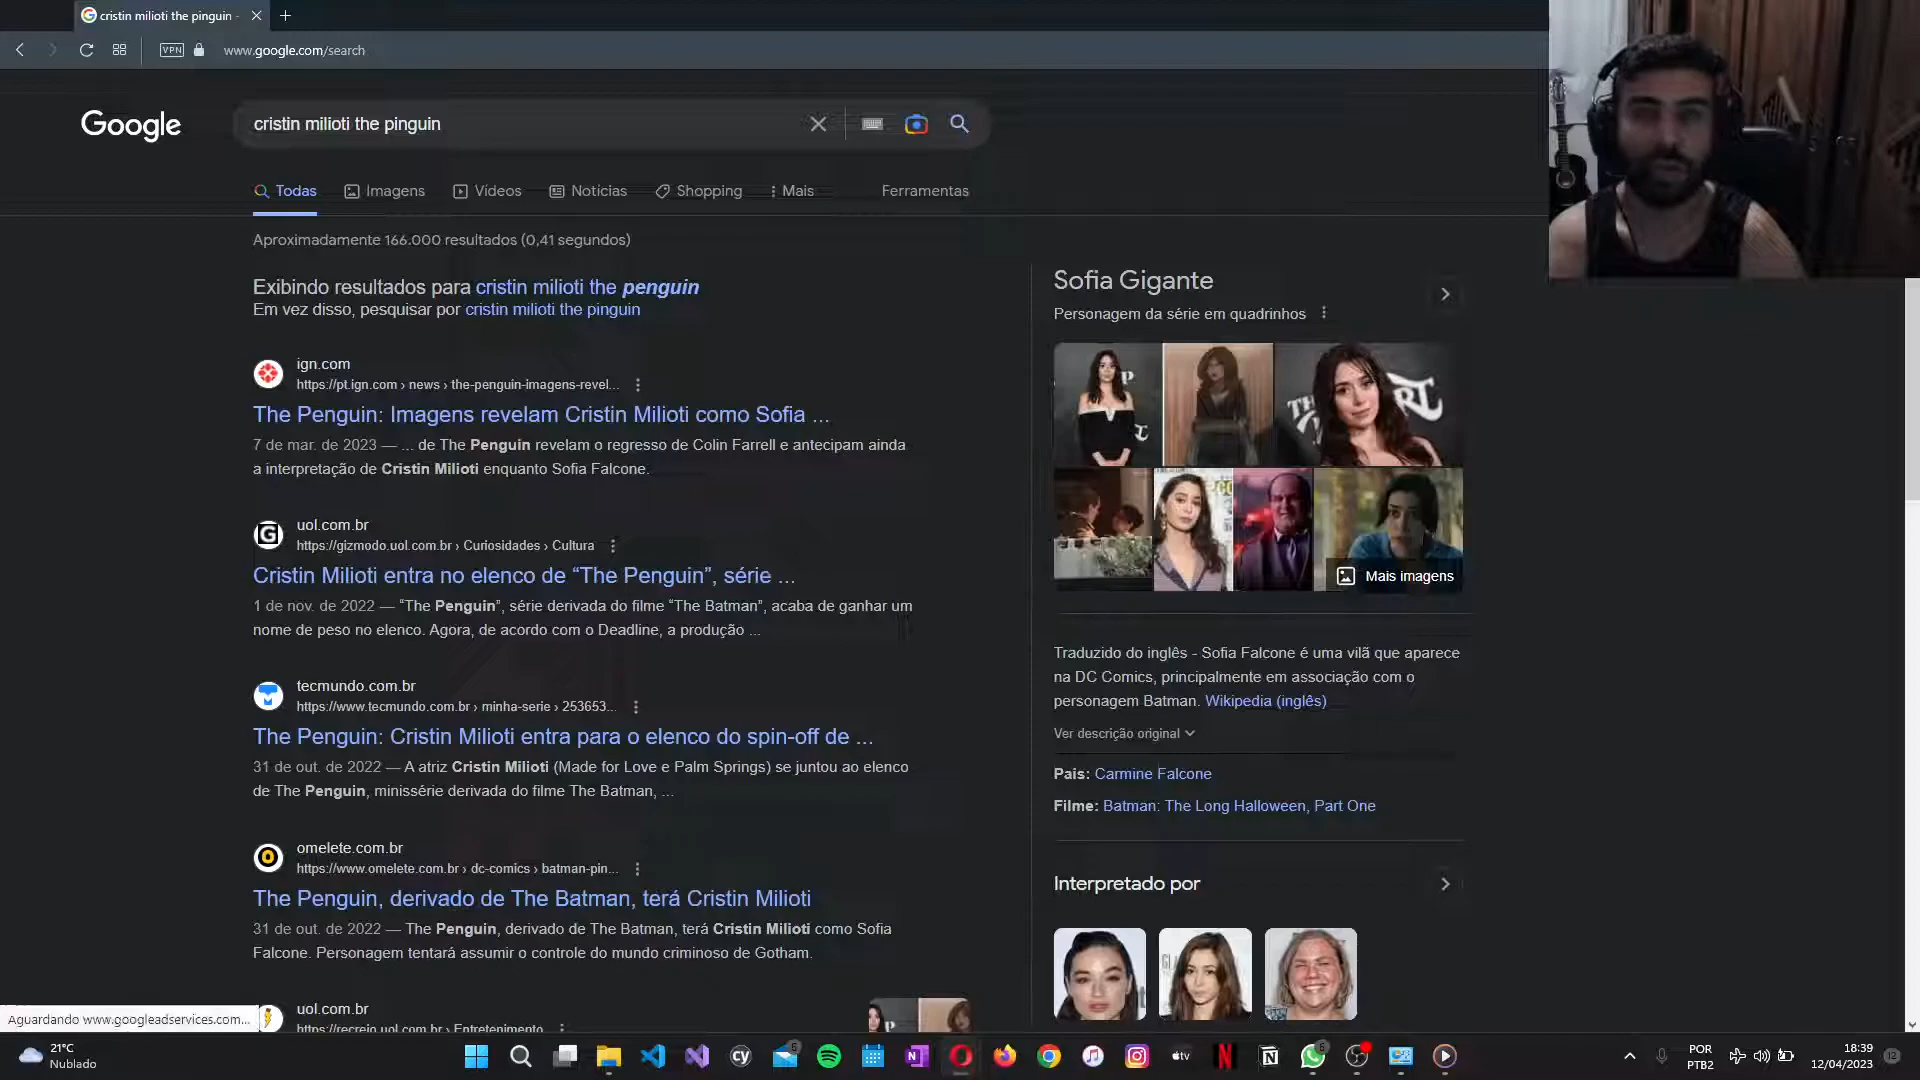 cristin milioti the pinguin -
VPN
www.google.com/search
Google
cristin milioti the pinguin
Todas
Imagens
Vídeos
Notícias
Shopping
Mais
Ferramentas
Aproximadamente 166.000 resultados (0,41 segundos)
Exibindo resultados para cristin milioti the penguin
Em vez disso, pesquisar por cristin milioti the pinguin
ign.com
https://pt.ign.com › news › the-penguin-imagens-revel...
The Penguin: Imagens revelam Cristin Milioti como Sofia ...
7 de mar. de 2023 — ... de The Penguin revelam o regresso de Colin Farrell e antecipam ainda
a interpretação de Cristin Milioti enquanto Sofia Falcone.
uol.com.br
https://gizmodo.uol.com.br › Curiosidades › Cultura
Cristin Milioti entra no elenco de “The Penguin”, série ...
1 de nov. de 2022 — “The Penguin”, série derivada do filme “The Batman”, acaba de ganhar um
nome de peso no elenco. Agora, de acordo com o Deadline, a produção ...
tecmundo.com.br
https://www.tecmundo.com.br › minha-serie › 253653...
The Penguin: Cristin Milioti entra para o elenco do spin-off de ...
31 de out. de 2022 — A atriz Cristin Milioti (Made for Love e Palm Springs) se juntou ao elenco
de The Penguin, minissérie derivada do filme The Batman, ...
omelete.com.br
https://www.omelete.com.br › dc-comics › batman-pin...
The Penguin, derivado de The Batman, terá Cristin Milioti
31 de out. de 2022 — The Penguin, derivado de The Batman, terá Cristin Milioti como Sofia
Falcone. Personagem tentará assumir o controle do mundo criminoso de Gotham.
uol.com.br
https://recreio.uol.com.br › Entretenimento
Sofia Gigante
Personagem da série em quadrinhos
Mais imagens
Traduzido do inglês - Sofia Falcone é uma vilã que aparece
na DC Comics, principalmente em associação com o
personagem Batman. Wikipedia (inglês)
Ver descrição original
Pais: Carmine Falcone
Filme: Batman: The Long Halloween, Part One
Interpretado por
Aguardando www.googleadservices.com...
21°C
Nublado
cy
tv
POR
PTB2
18:39
12/04/2023
12